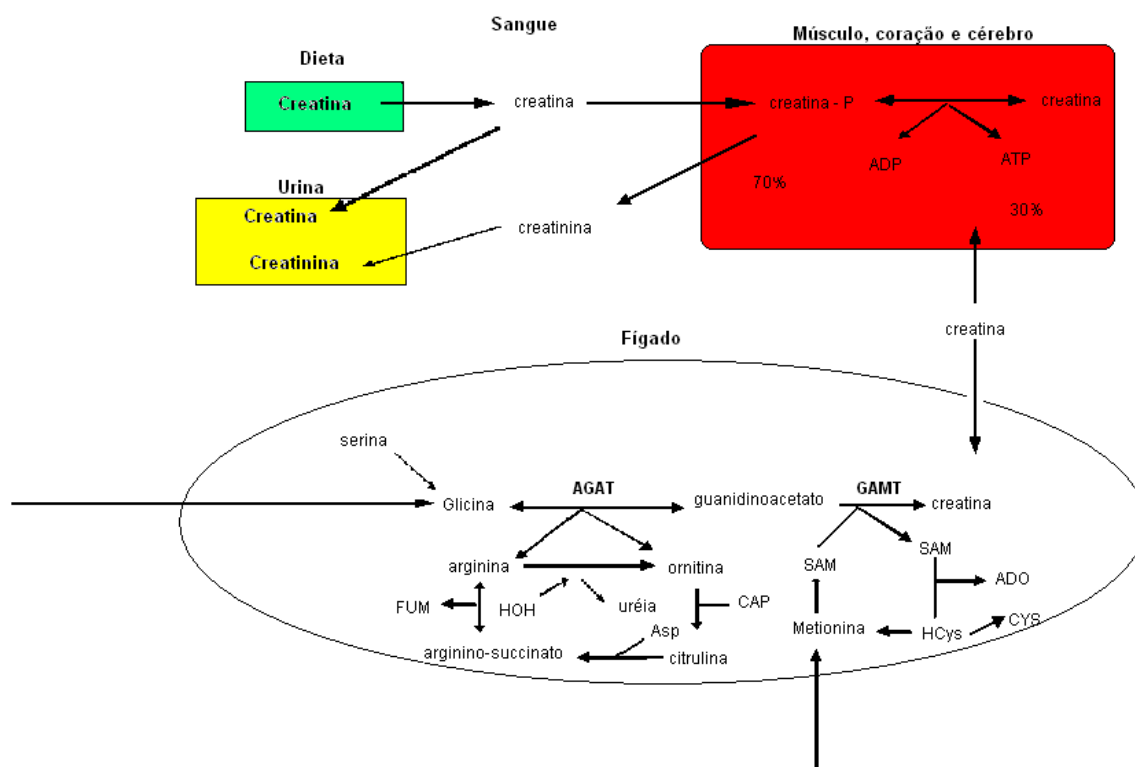 Sangue
Músculo, coração e cérebro
Dieta
Creatina
creatina
creatina - P
creatina
ADP
ATP
70%
30%
Urina
Creatina
creatinina
Creatinina
creatina
Fígado
serina
Glicina
AGAT
guanidinoacetato
GAMT
creatina
arginina
ornitina
SAM
SAM
ADO
FUM
HOH
uréia
CAP
CYS
Asp
Metionina
HCys
arginino-succinato
citrulina